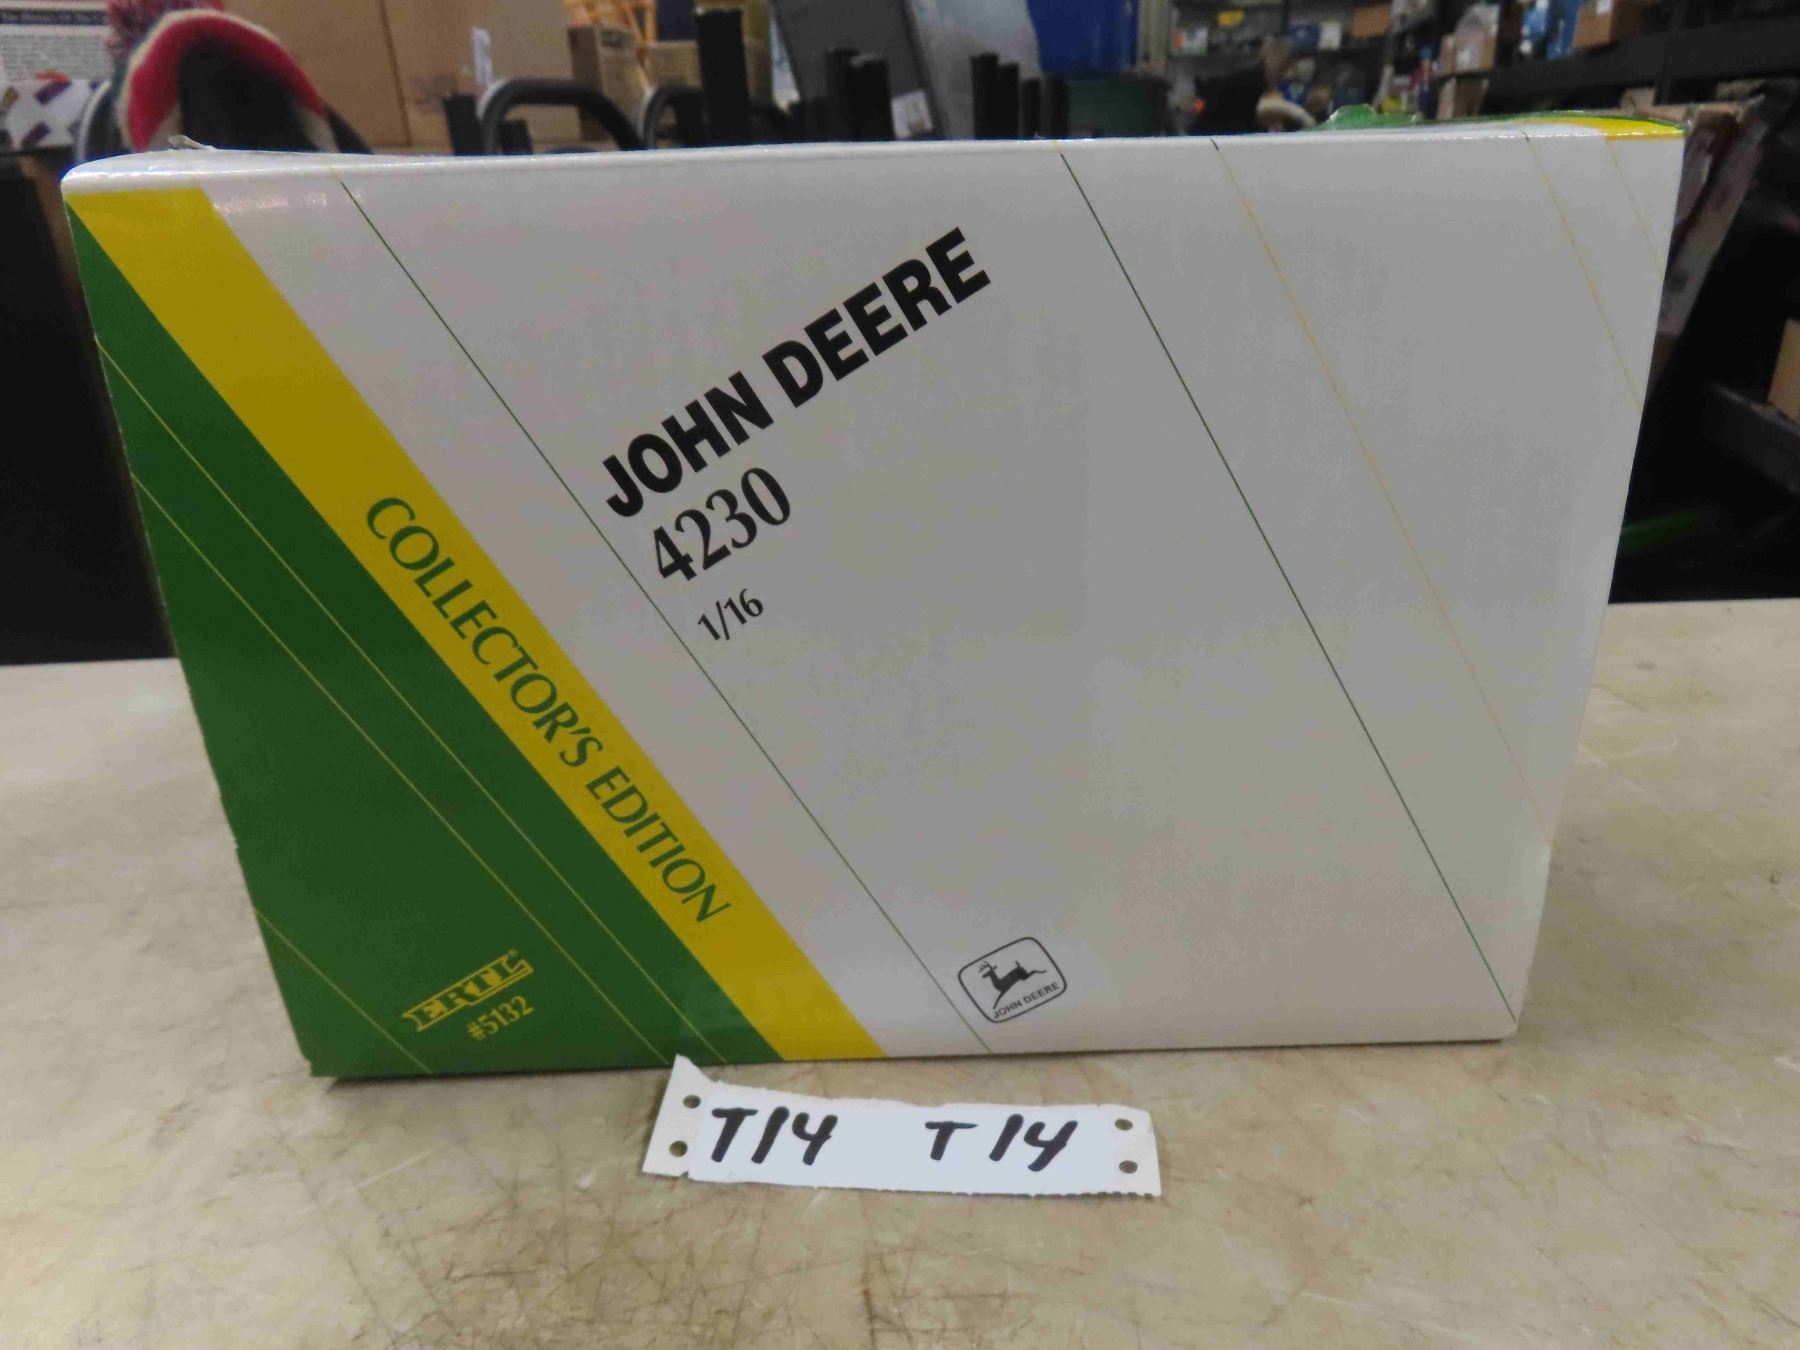 JOHN DEERE
4230
1/16
COLLECTOR'S EDITION
ERTL®
#5132
JOHN DEERE
T14 T14